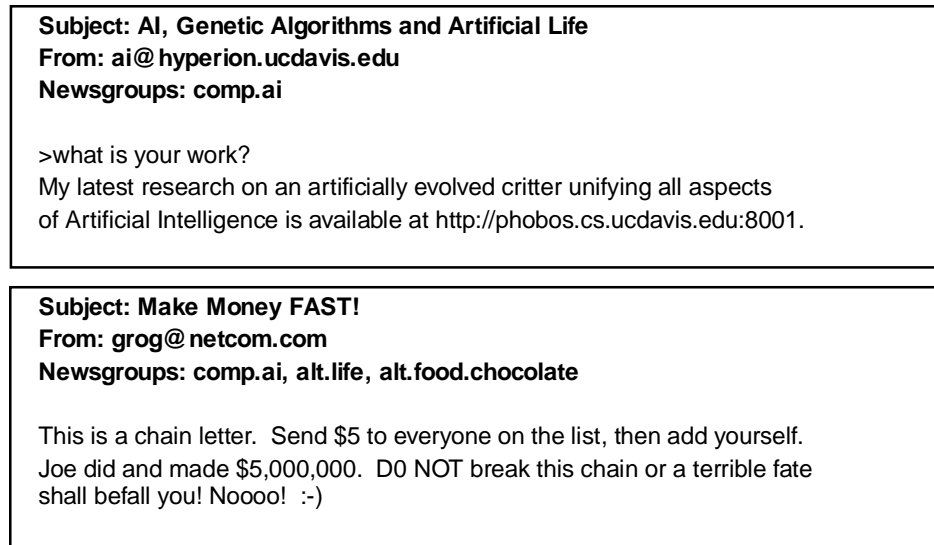 Subject: AI, Genetic Algorithms and Artificial Life
From: ai@hyperion.ucdavis.edu
Newsgroups: comp.ai
>what is your work?
My latest research on an artificially evolved critter unifying all aspects
of Artificial Intelligence is available at http://phobos.cs.ucdavis.edu:8001.
Subject: Make Money FAST!
From: grog@netcom.com
Newsgroups: comp.ai, alt.life, alt.food.chocolate
This is a chain letter. Send $5 to everyone on the list, then add yourself.
Joe did and made $5,000,000. D0 NOT break this chain or a terrible fate
shall befall you! Noooo! :-)